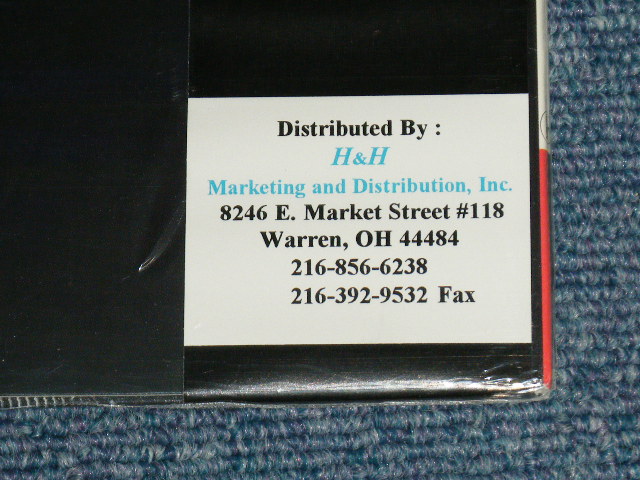 Distributed By :
H&H
Marketing and Distribution, Inc.
8246 E. Market Street #118
Warren, OH 44484
216-856-6238
216-392-9532 Fax